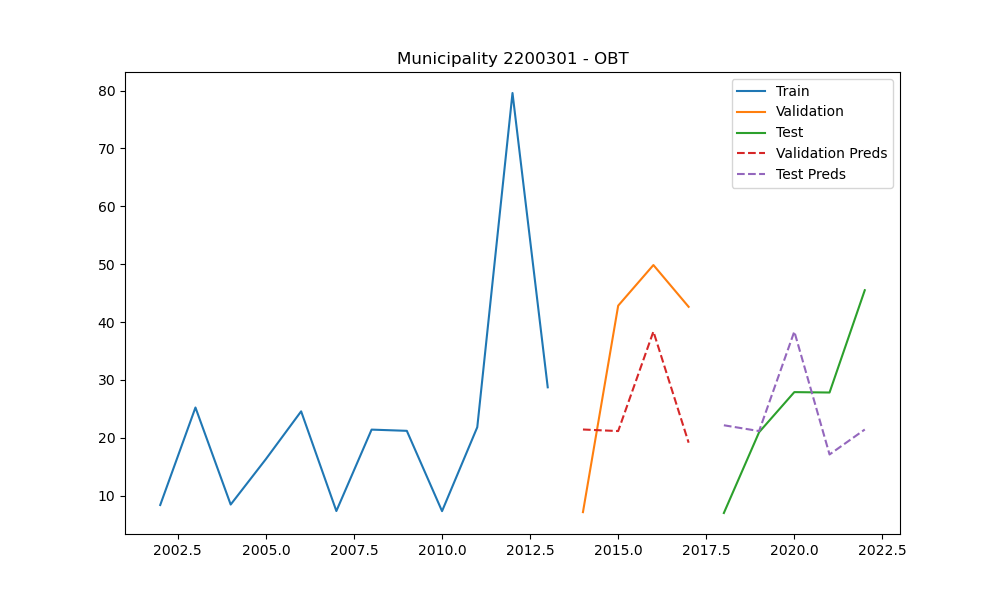 Municipality 2200301 - OBT
Train
Validation
Test
Validation Preds
Test Preds
80
70
60
50
40
30
20
10
2002.5 2005.0 2007.5 2010.0 2012.5 2015.0 2017.5 2020.0 2022.5